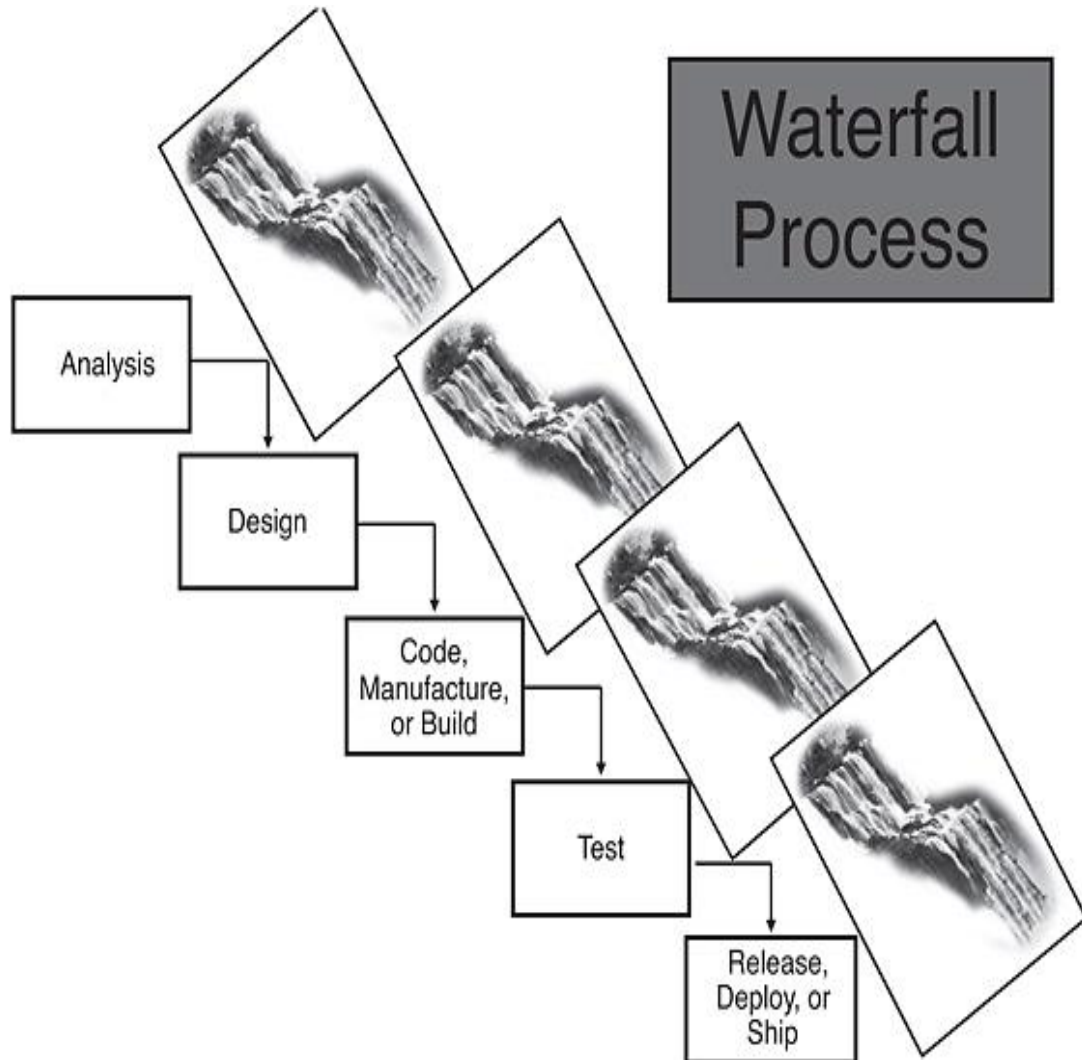 Waterfall
Process
Analysis
Design
Code,
Manufacture,
or Build
Test
Release,
Deploy, or
Ship